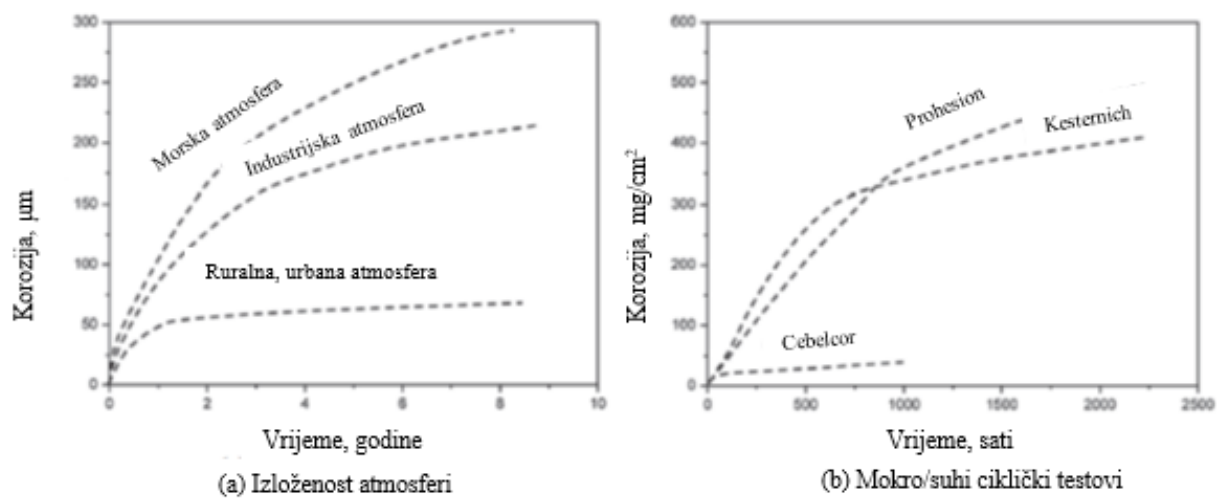 300
250
200
150
100
50
0
0 2 4 6 8 10
Korozija, μm
Morska atmosfera
Industrijska atmosfera
Ruralna, urbana atmosfera
Vrijeme, godine
(a) Izloženost atmosferi
600
500
400
300
200
100
0
0 500 1000 1500 2000 2500
Korozija, mg/cm²
Prohesion
Kesternich
Cebelcor
Vrijeme, sati
(b) Mokro/suhi ciklički testovi